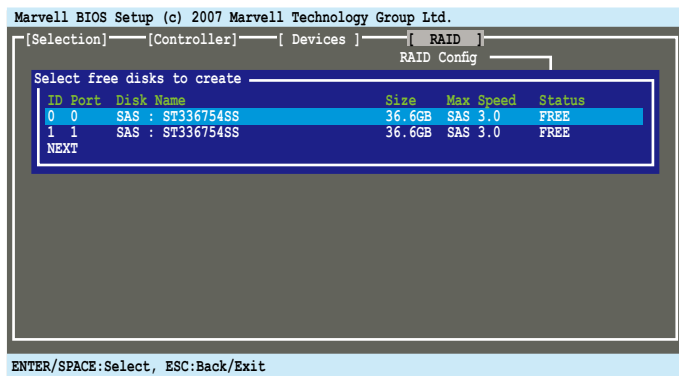 Marvell BIOS Setup (c) 2007 Marvell Technology Group Ltd.
[Selection] [Controller] [ Devices ] [ RAID ]
RAID Config
Select free disks to create
ID Port Disk Name Size Max Speed Status
0 0 SAS : ST336754SS 36.6GB SAS 3.0 FREE
1 1 SAS : ST336754SS 36.6GB SAS 3.0 FREE
NEXT
ENTER/SPACE:Select, ESC:Back/Exit